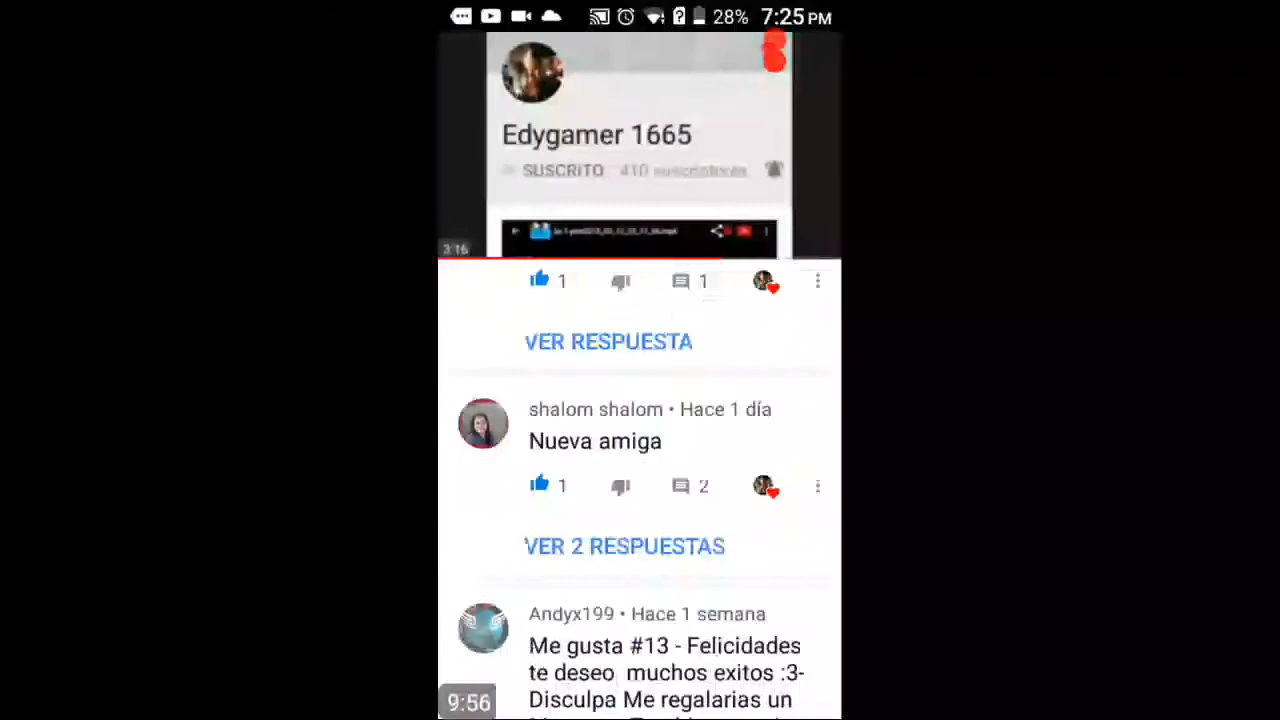 28% 7:25 PM
Edygamer 1665
SUSCRITO 410 suscriptores
3:16
1 1
VER RESPUESTA
shalom shalom • Hace 1 día
Nueva amiga
1 2
VER 2 RESPUESTAS
Andyx199 • Hace 1 semana
Me gusta #13 - Felicidades
te deseo muchos exitos :3-
Disculpa Me regalarias un
9:56